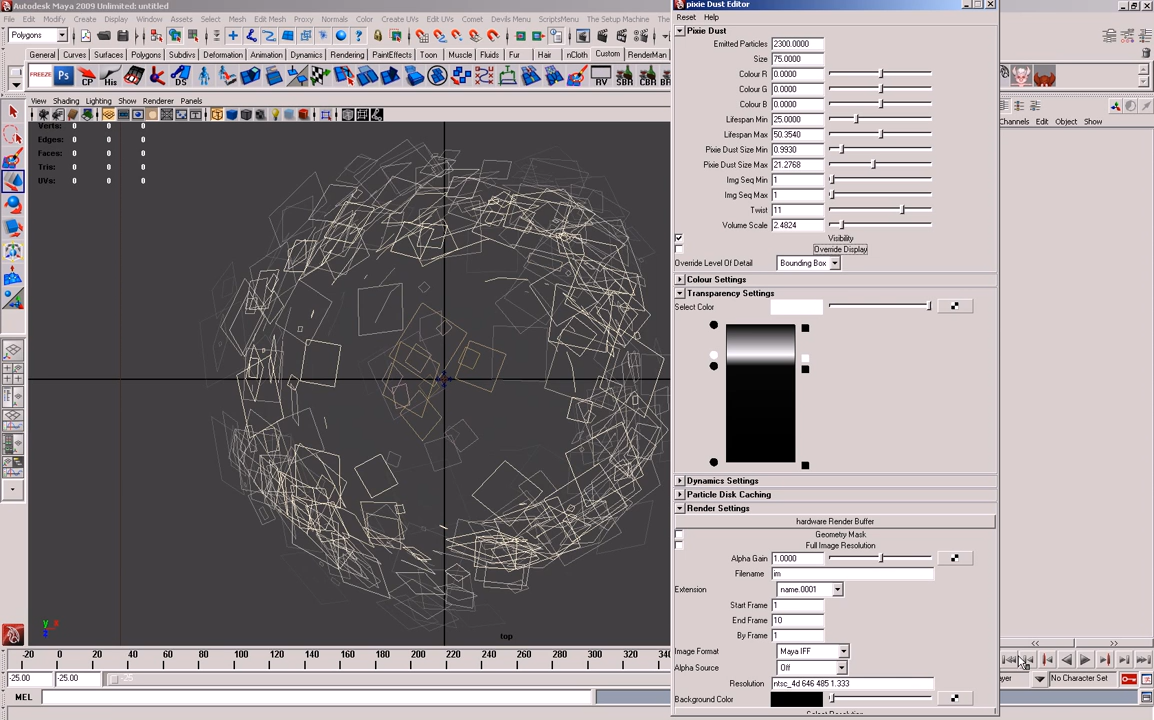 Autodesk Maya 2009 Unlimited: untitled
pixie Dust Editor
File Edit Modify Create Display Window Assets Select Mesh Edit Mesh Proxy Normals Color Create UVs Edit UVs Comet Devils Menu ScriptsMenu The Setup Machine
Reset Help
Polygons
Pixie Dust
Emitted Particles 2300.0000
General Curves Surfaces Polygons Subdivs Deformation Animation Dynamics Rendering PaintEffects Toon Muscle Fluids Fur Hair nCloth Custom RenderMan
Size 75.0000
FREEZE Ps CP His DS RV SBR CBR
Colour R 0.0000
Colour G 0.0000
View Shading Lighting Show Renderer Panels
Colour B 0.0000
Lifespan Min 25.0000
Channels Edit Object Show
Verts: 0 0 0
Edges: 0 0 0
Lifespan Max 50.3540
Faces: 0 0 0
Pixie Dust Size Min 0.9930
Tris: 0 0 0
Pixie Dust Size Max 21.2768
UVs: 0 0 0
Img Seq Min 1
Img Seq Max 1
Twist 11
Volume Scale 2.4824
Visibility
Override Display
Override Level Of Detail Bounding Box
Colour Settings
Transparency Settings
Select Color
Dynamics Settings
Particle Disk Caching
Render Settings
hardware Render Buffer
Geometry Mask
Full Image Resolution
Alpha Gain 1.0000
Filename im
Extension name.0001
Start Frame 1
End Frame 10
By Frame 1
Image Format Maya IFF
Alpha Source Off
Resolution ntsc_4d 646 485 1.333
Background Color
y x
z
top
-20 0 20 40 60 80 100 120 140 160 180 200 220 240 260 280 300 320
-25.00 -25.00 -25
No Character Set
MEL